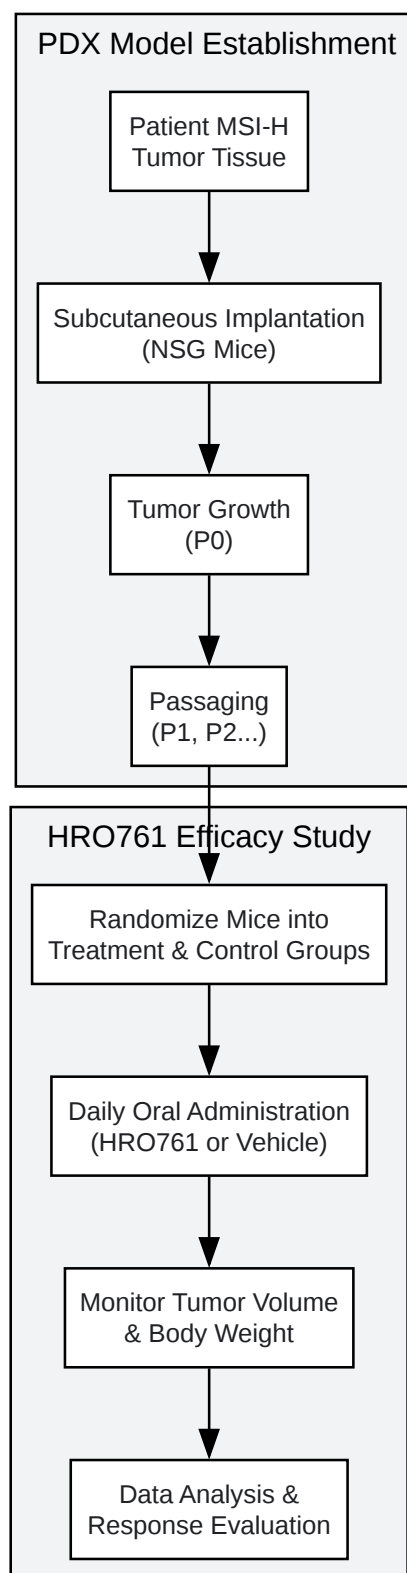 PDX Model Establishment
Patient MSI-H
Tumor Tissue
Subcutaneous Implantation
(NSG Mice)
Tumor Growth
(P0)
Passaging
(P1, P2...)
HRO761 Efficacy Study
Randomize Mice into
Treatment & Control Groups
Daily Oral Administration
(HRO761 or Vehicle)
Monitor Tumor Volume
& Body Weight
Data Analysis &
Response Evaluation